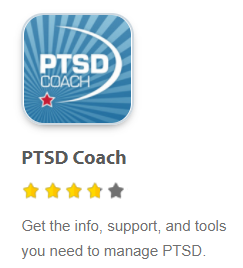 PTSD
COACH
PTSD Coach
Get the info, support, and tools
you need to manage PTSD.